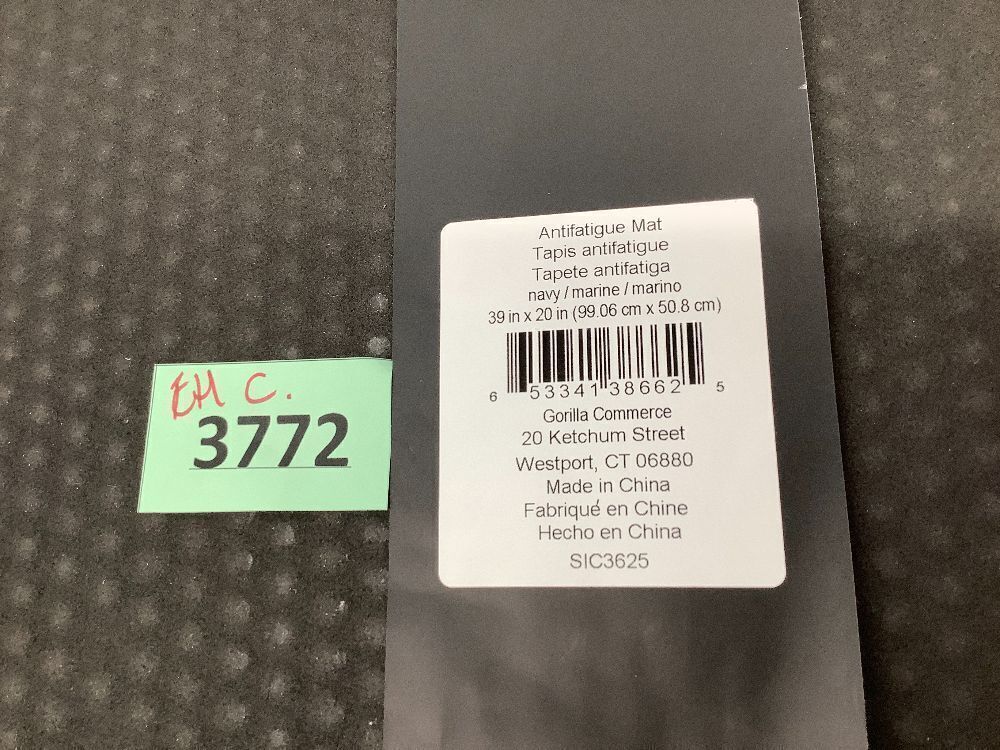 Antifatigue Mat
Tapis antifatigue
Tapete antifatiga
navy / marine / marino
39 in x 20 in (99.06 cm x 50.8 cm)
6 53341 38662 5
Gorilla Commerce
20 Ketchum Street
Westport, CT 06880
Made in China
Fabriqué en Chine
Hecho en China
SIC3625
EH C.
3772